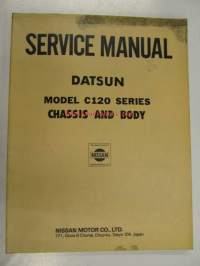 SERVICE MANUAL
DATSUN
MODEL C120 SERIES
CHASSIS AND BODY
NISSAN
NISSAN MOTOR CO., LTD.